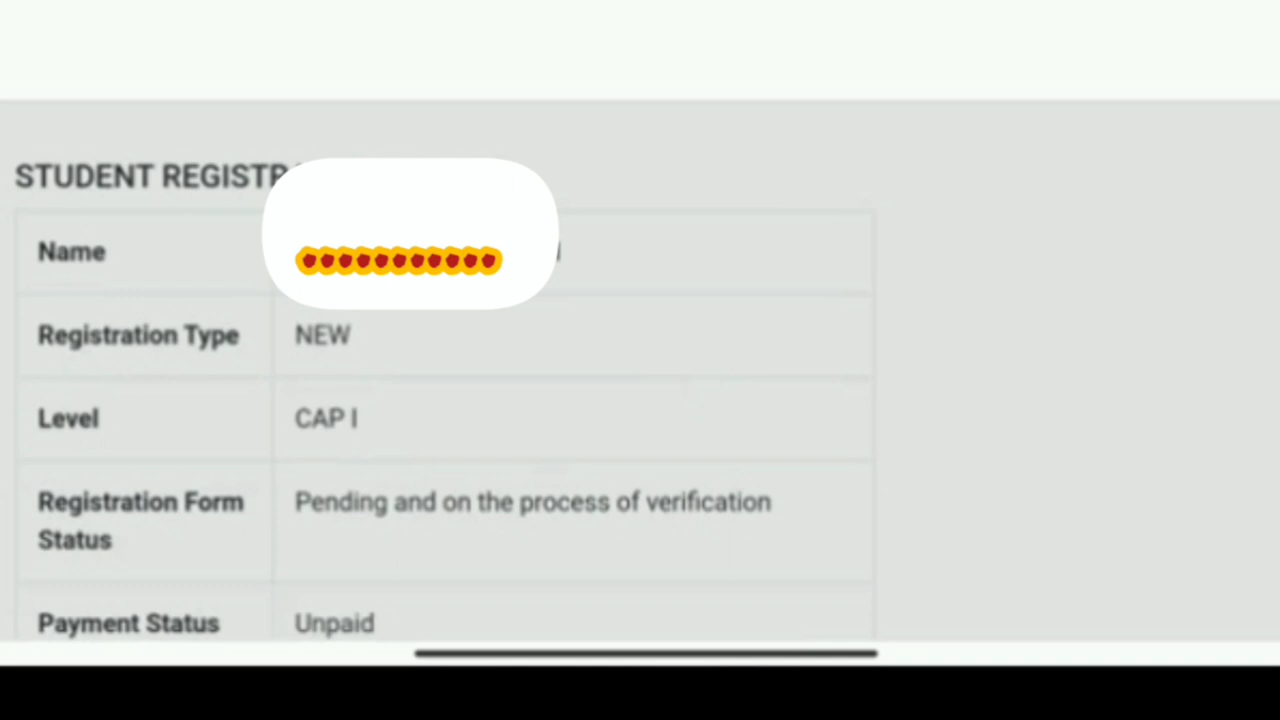 STUDENT REGISTR
Name
Registration Type NEW
Level CAP I
Registration Form Status Pending and on the process of verification
Payment Status Unpaid